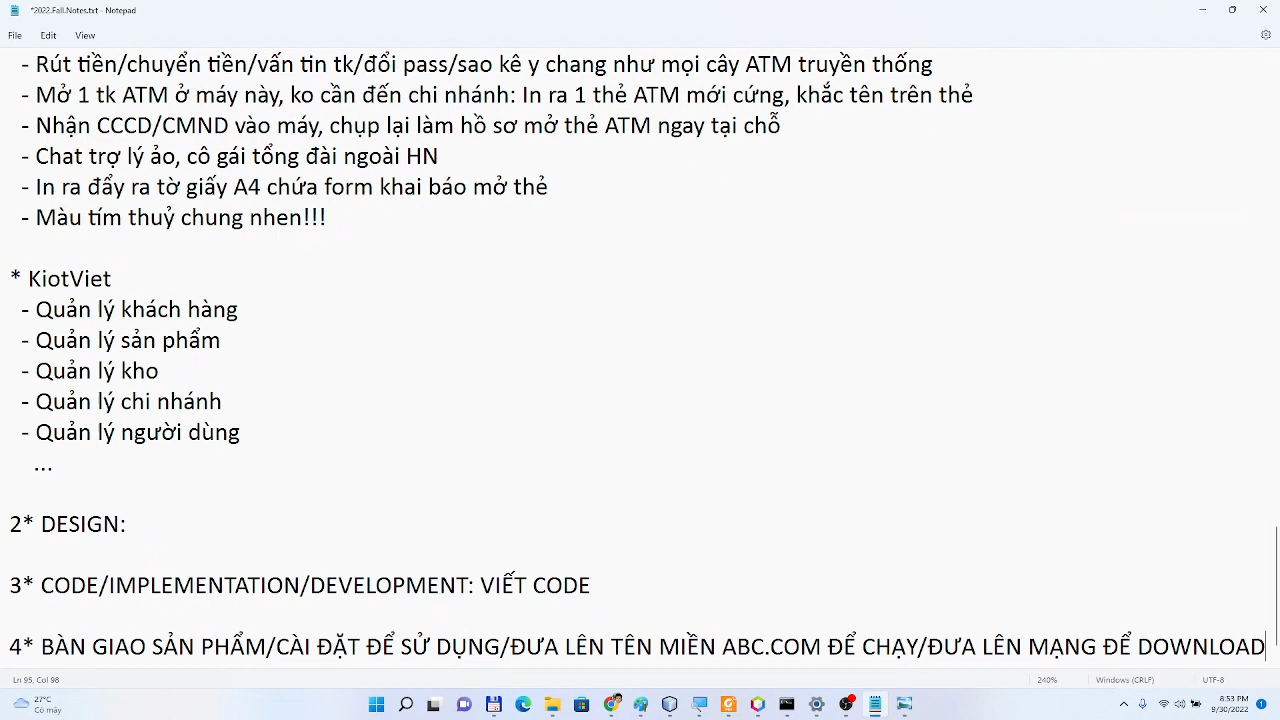 *2022.Fall.Notes.txt - Notepad
File Edit View
- Rút tiền/chuyển tiền/vấn tin tk/đổi pass/sao kê y chang như mọi cây ATM truyền thống
- Mở 1 tk ATM ở máy này, ko cần đến chi nhánh: In ra 1 thẻ ATM mới cứng, khắc tên trên thẻ
- Nhận CCCD/CMND vào máy, chụp lại làm hồ sơ mở thẻ ATM ngay tại chỗ
- Chat trợ lý ảo, cô gái tổng đài ngoài HN
- In ra đẩy ra tờ giấy A4 chứa form khai báo mở thẻ
- Màu tím thuỷ chung nhen!!!
* KiotViet
- Quản lý khách hàng
- Quản lý sản phẩm
- Quản lý kho
- Quản lý chi nhánh
- Quản lý người dùng
...
2* DESIGN:
3* CODE/IMPLEMENTATION/DEVELOPMENT: VIẾT CODE
4* BÀN GIAO SẢN PHẨM/CÀI ĐẶT ĐỂ SỬ DỤNG/ĐƯA LÊN TÊN MIỀN ABC.COM ĐỂ CHẠY/ĐƯA LÊN MẠNG ĐỂ DOWNLOAD
Ln 95, Col 98 240% Windows (CRLF) UTF-8
27°C
Có mây
8:53 PM
9/30/2022